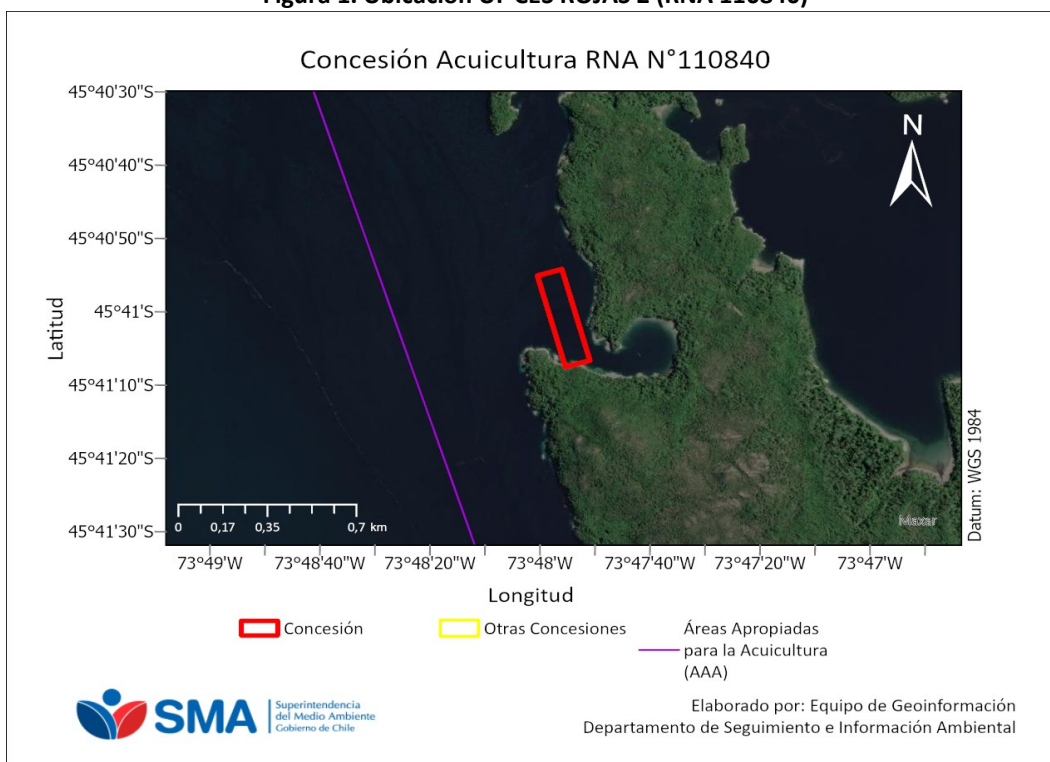 Figura 1. Ubicación UF CES ROJAS 2 (RNA 110840)
Concesión Acuicultura RNA N°110840
45°40'30"S
45°40'40"S
45°40'50"S
45°41'S
45°41'10"S
45°41'20"S
45°41'30"S
Latitud
N
Datum: WGS 1984
Maxar
0 0,17 0,35 0,7 km
73°49'W 73°48'40"W 73°48'20"W 73°48'W 73°47'40"W 73°47'20"W 73°47'W
Longitud
Concesión
Otras Concesiones
Áreas Apropiadas
para la Acuicultura
(AAA)
SMA
Superintendencia
del Medio Ambiente
Gobierno de Chile
Elaborado por: Equipo de Geoinformación
Departamento de Seguimiento e Información Ambiental